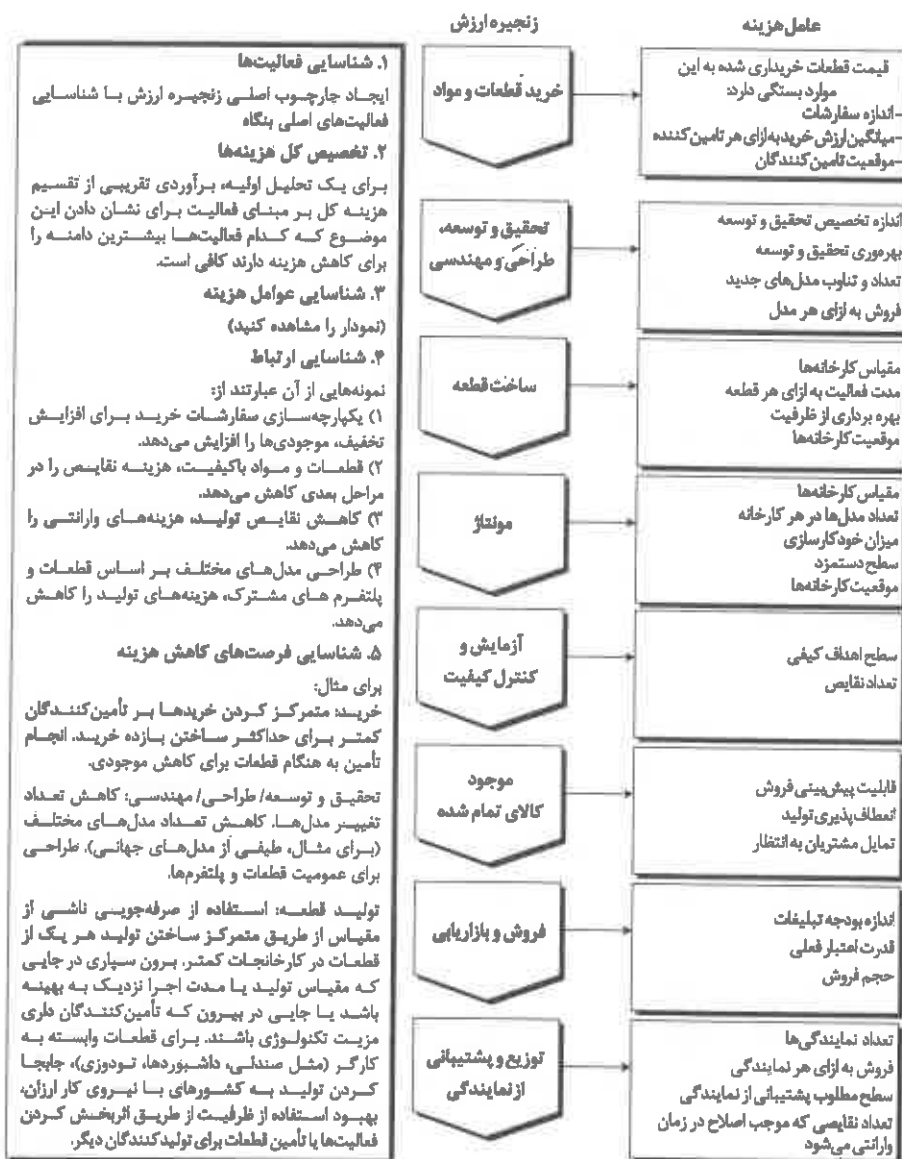 عامل هزینه
زنجیره ارزش
قیمت قطعات خریداری شده به این
موارد بستگی دارد:
-اندازه سفارشات
-میانگین ارزش خرید به ازای هر تامین کننده
-موقعیت تامین کنندگان
خرید قطعات و مواد
اندازه تخصیص تحقیق و توسعه
بهره‌وری تحقیق و توسعه
تعداد و تناوب مدل‌های جدید
فروش به ازای هر مدل
تحقیق و توسعه،
طراحی و مهندسی
مقیاس کارخانه‌ها
مدت فعالیت به ازای هر قطعه
بهره برداری از ظرفیت
موقعیت کارخانه‌ها
ساخت قطعه
مقیاس کارخانه‌ها
تعداد مدل‌ها در هر کارخانه
میزان خودکارسازی
سطح دستمزد
موقعیت کارخانه‌ها
مونتاژ
سطح اهداف کیفی
تعداد نقایص
آزمایش و
کنترل کیفیت
قابلیت پیش‌بینی فروش
انعطاف‌پذیری تولید
تمایل مشتریان به انتظار
موجود
کالای تمام شده
اندازه بودجه تبلیغات
قدرت اعتبار فعلی
حجم فروش
فروش و بازاریابی
تعداد نمایندگی‌ها
فروش به ازای هر نمایندگی
سطح مطلوب پشتیبانی از نمایندگی
تعداد نقایصی که موجب اصلاح در زمان
وارانتی می‌شود
توزیع و پشتیبانی
از نمایندگی
۱. شناسایی فعالیت‌ها
ایجاد چارچوب اصلی زنجیره ارزش با شناسایی
فعالیت‌های اصلی بنگاه
۲. تخصیص کل هزینه‌ها
برای یک تحلیل اولیه، برآوردی تقریبی از تقسیم
هزینه کل بر مبنای فعالیت برای نشان دادن این
موضوع که کدام فعالیت‌ها بیشترین دامنه را
برای کاهش هزینه دارند کافی است.
۳. شناسایی عوامل هزینه
(نمودار را مشاهده کنید)
۴. شناسایی ارتباط
نمونه‌هایی از آن عبارتند از:
۱) یکپارچه‌سازی سفارشات خرید برای افزایش
تخفیف، موجودی‌ها را افزایش می‌دهد.
۲) قطعات و مواد باکیفیت، هزینه نقایص را در
مراحل بعدی کاهش می‌دهد.
۳) کاهش نقایص تولید، هزینه‌های وارانتی را
کاهش می‌دهد.
۴) طراحی مدل‌های مختلف بر اساس قطعات و
پلتفرم های مشترک، هزینه‌های تولید را کاهش
می‌دهد.
۵. شناسایی فرصت‌های کاهش هزینه
برای مثال:
خرید: متمرکز کردن خریدها بر تأمین‌کنندگان
کمتر برای حداکثر ساختن بازده خرید. انجام
تأمین به هنگام قطعات برای کاهش موجودی.
تحقیق و توسعه/ طراحی/ مهندسی: کاهش تعداد
تغییر مدل‌ها. کاهش تعداد مدل‌های مختلف
(برای مثال، طیفی از مدل‌های جهانی). طراحی
برای عمومیت قطعات و پلتفرم‌ها.
تولید قطعه: استفاده از صرفه‌جویی ناشی از
مقیاس از طریق متمرکز ساختن تولید هر یک از
قطعات در کارخانجات کمتر. برون سپاری در جایی
که مقیاس تولید یا مدت اجرا نزدیک به بهینه
باشد یا جایی در بیرون که تأمین‌کنندگان داری
مزیت تکنولوژی باشند. برای قطعات وابسته به
کارگر (مثل صندلی، داشبوردها، تودوزی)، جابجا
کردن تولید به کشورهای با نیروی کار ارزان،
بهبود استفاده از ظرفیت از طریق اثربخش کردن
فعالیت‌ها یا تأمین قطعات برای تولیدکنندگان دیگر.